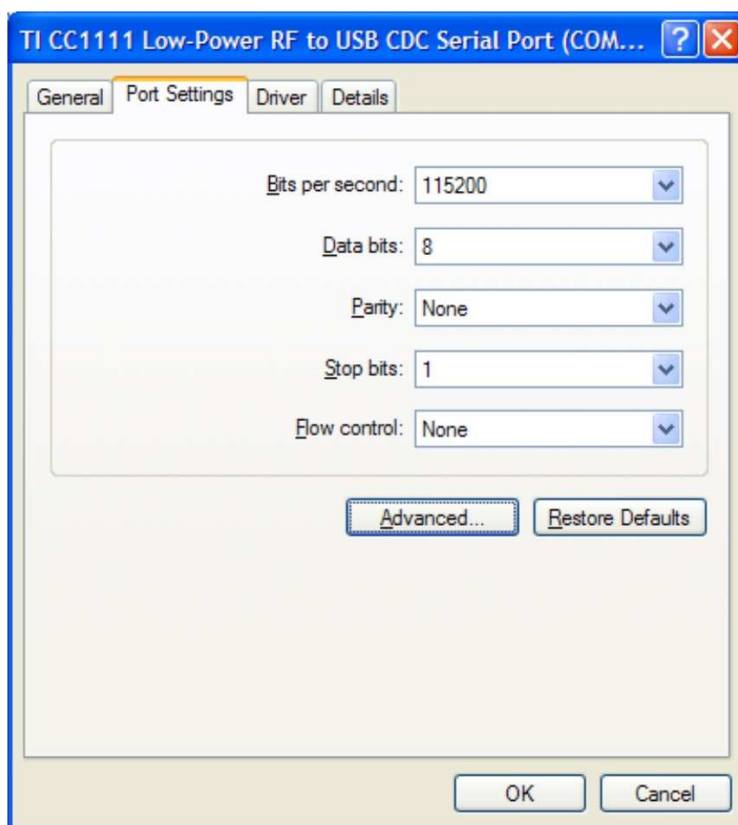 TI CC1111 Low-Power RF to USB CDC Serial Port (COM... ?
General Port Settings Driver Details
Bits per second: 115200
Data bits: 8
Parity: None
Stop bits: 1
Flow control: None
Advanced... Restore Defaults
OK Cancel